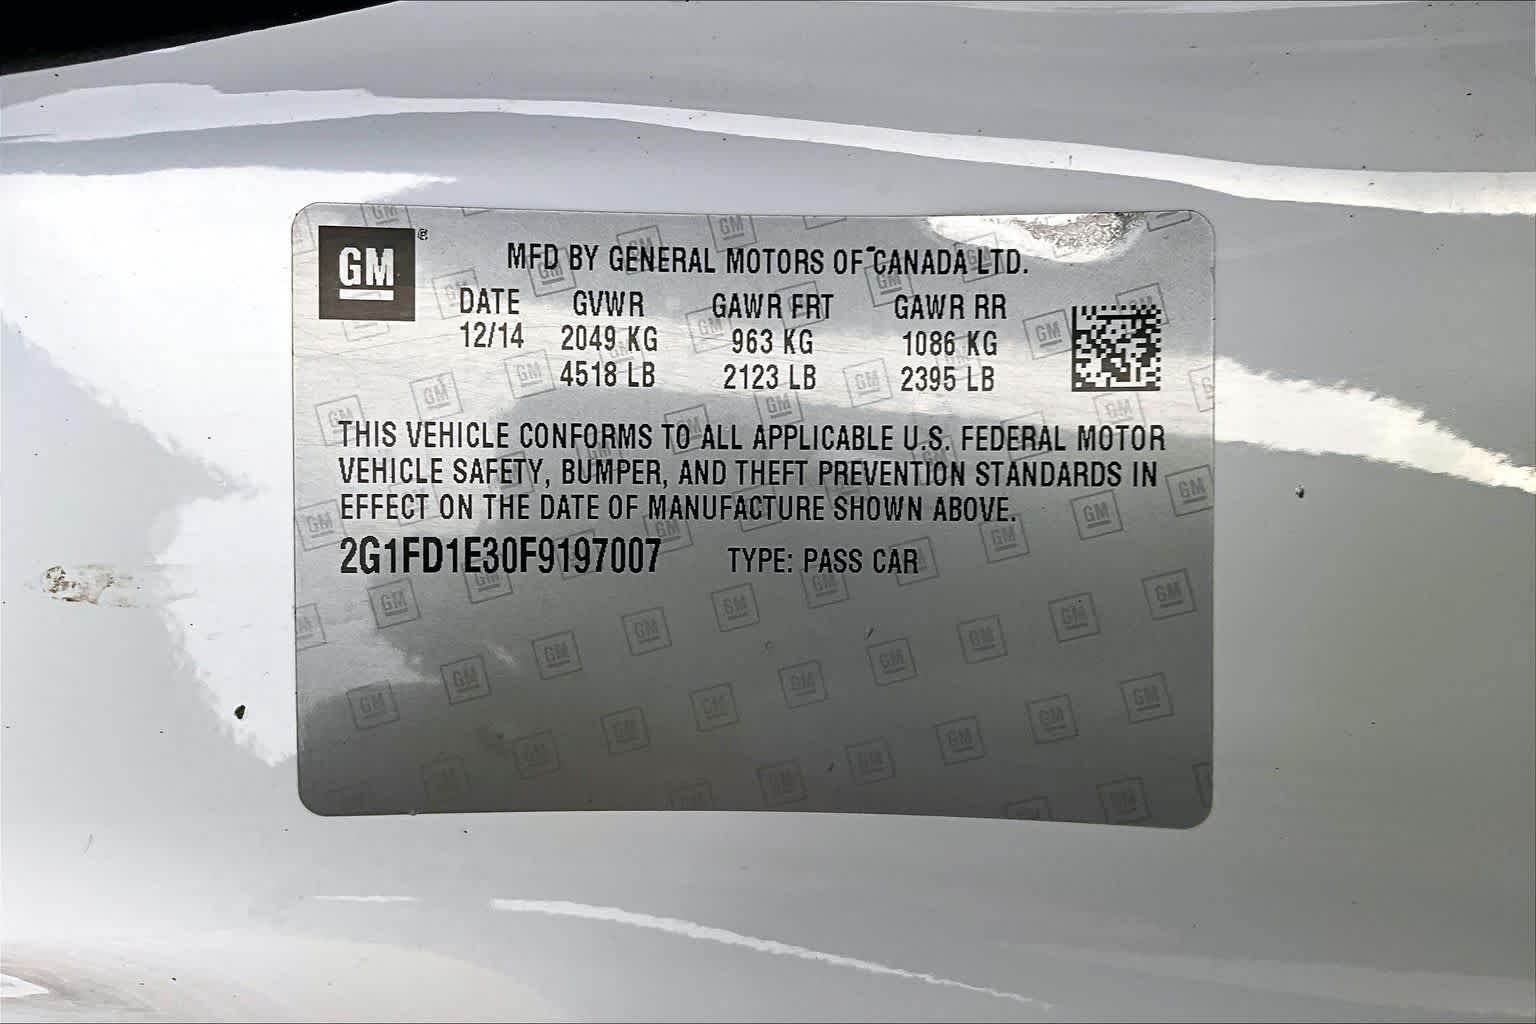 GM®
MFD BY GENERAL MOTORS OF CANADA LTD.
DATE GVWR GAWR FRT GAWR RR
12/14 2049 KG 963 KG 1086 KG
4518 LB 2123 LB 2395 LB
THIS VEHICLE CONFORMS TO ALL APPLICABLE U.S. FEDERAL MOTOR
VEHICLE SAFETY, BUMPER, AND THEFT PREVENTION STANDARDS IN
EFFECT ON THE DATE OF MANUFACTURE SHOWN ABOVE.
2G1FD1E30F9197007 TYPE: PASS CAR